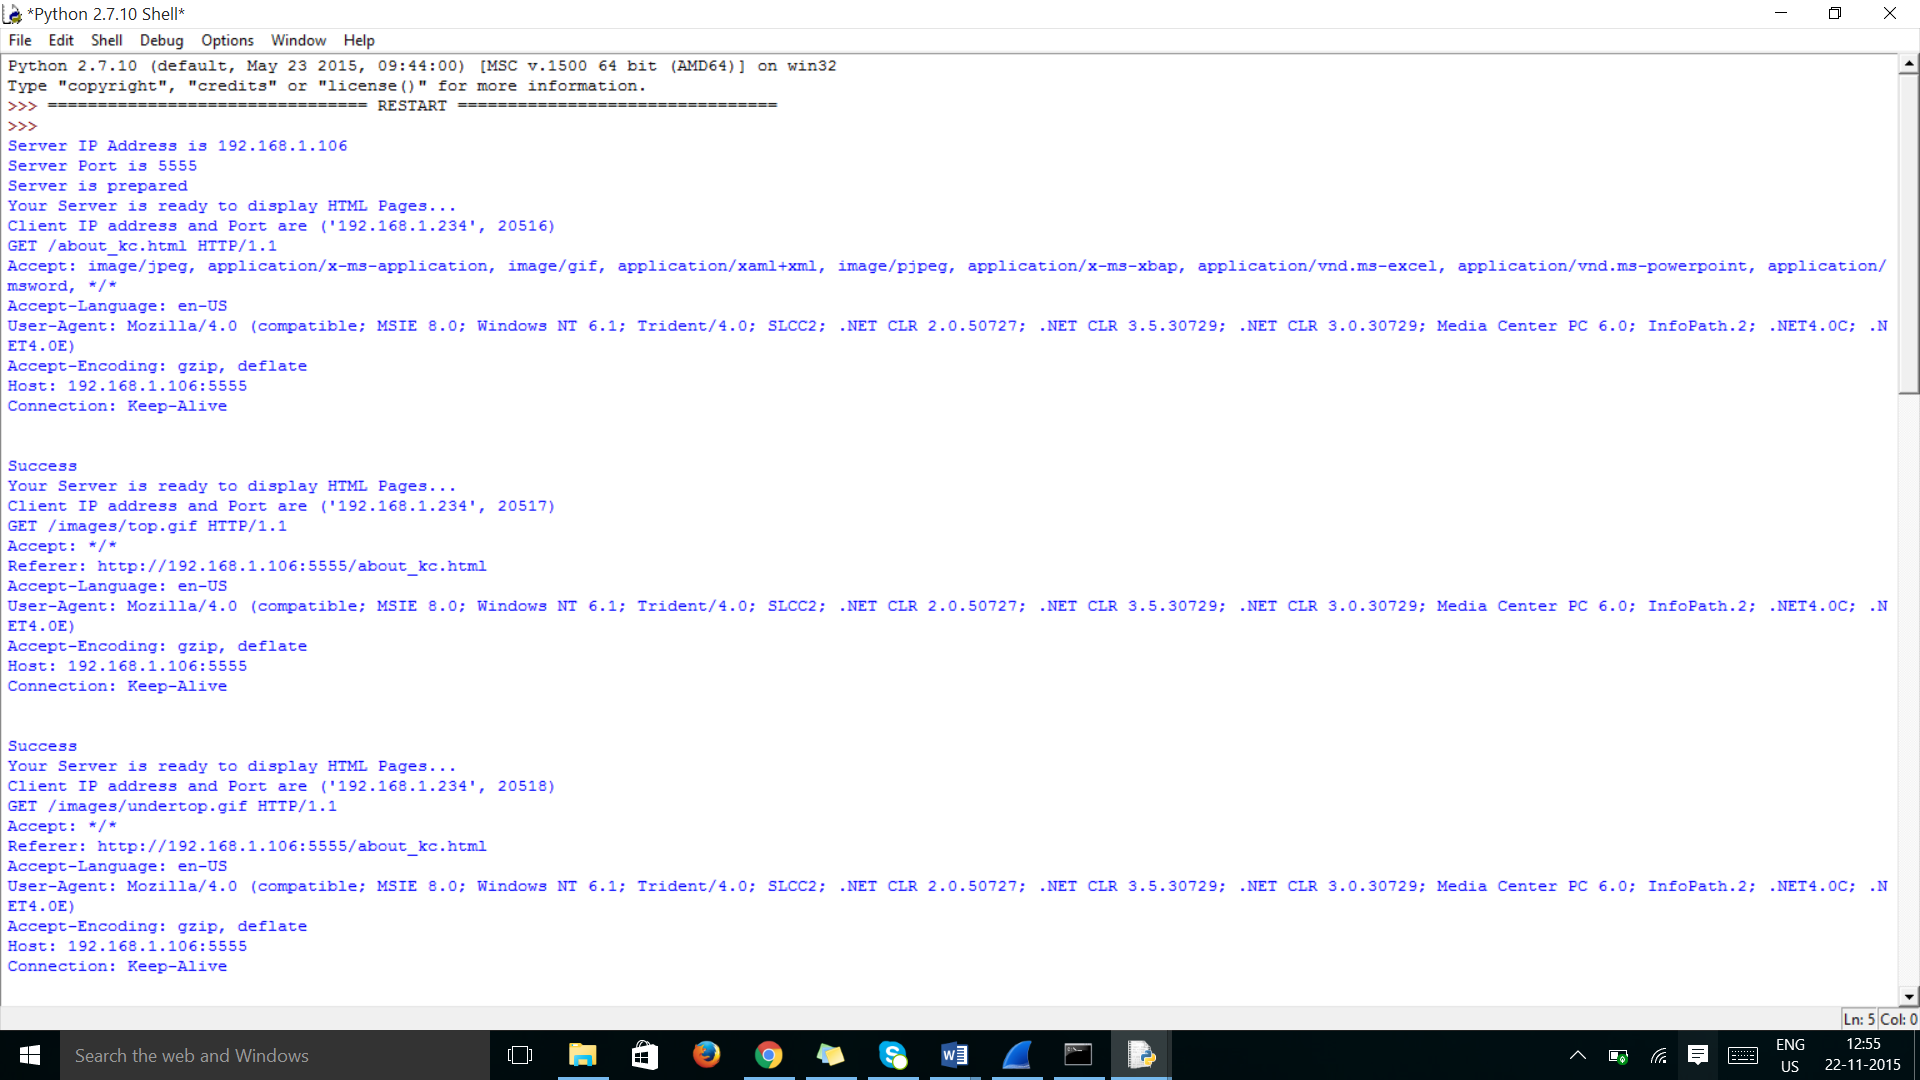 *Python 2.7.10 Shell*
File Edit Shell Debug Options Window Help
Python 2.7.10 (default, May 23 2015, 09:44:00) [MSC v.1500 64 bit (AMD64)] on win32
Type "copyright", "credits" or "license()" for more information.
>>> ================================ RESTART ================================
>>>
Server IP Address is 192.168.1.106
Server Port is 5555
Server is prepared
Your Server is ready to display HTML Pages...
Client IP address and Port are ('192.168.1.234', 20516)
GET /about_kc.html HTTP/1.1
Accept: image/jpeg, application/x-ms-application, image/gif, application/xaml+xml, image/pjpeg, application/x-ms-xbap, application/vnd.ms-excel, application/vnd.ms-powerpoint, application/
msword, */*
Accept-Language: en-US
User-Agent: Mozilla/4.0 (compatible; MSIE 8.0; Windows NT 6.1; Trident/4.0; SLCC2; .NET CLR 2.0.50727; .NET CLR 3.5.30729; .NET CLR 3.0.30729; Media Center PC 6.0; InfoPath.2; .NET4.0C; .N
ET4.0E)
Accept-Encoding: gzip, deflate
Host: 192.168.1.106:5555
Connection: Keep-Alive
Success
Your Server is ready to display HTML Pages...
Client IP address and Port are ('192.168.1.234', 20517)
GET /images/top.gif HTTP/1.1
Accept: */*
Referer: http://192.168.1.106:5555/about_kc.html
Accept-Language: en-US
User-Agent: Mozilla/4.0 (compatible; MSIE 8.0; Windows NT 6.1; Trident/4.0; SLCC2; .NET CLR 2.0.50727; .NET CLR 3.5.30729; .NET CLR 3.0.30729; Media Center PC 6.0; InfoPath.2; .NET4.0C; .N
ET4.0E)
Accept-Encoding: gzip, deflate
Host: 192.168.1.106:5555
Connection: Keep-Alive
Success
Your Server is ready to display HTML Pages...
Client IP address and Port are ('192.168.1.234', 20518)
GET /images/undertop.gif HTTP/1.1
Accept: */*
Referer: http://192.168.1.106:5555/about_kc.html
Accept-Language: en-US
User-Agent: Mozilla/4.0 (compatible; MSIE 8.0; Windows NT 6.1; Trident/4.0; SLCC2; .NET CLR 2.0.50727; .NET CLR 3.5.30729; .NET CLR 3.0.30729; Media Center PC 6.0; InfoPath.2; .NET4.0C; .N
ET4.0E)
Accept-Encoding: gzip, deflate
Host: 192.168.1.106:5555
Connection: Keep-Alive
Ln: 5 Col: 0
Search the web and Windows
ENG
US
12:55
22-11-2015